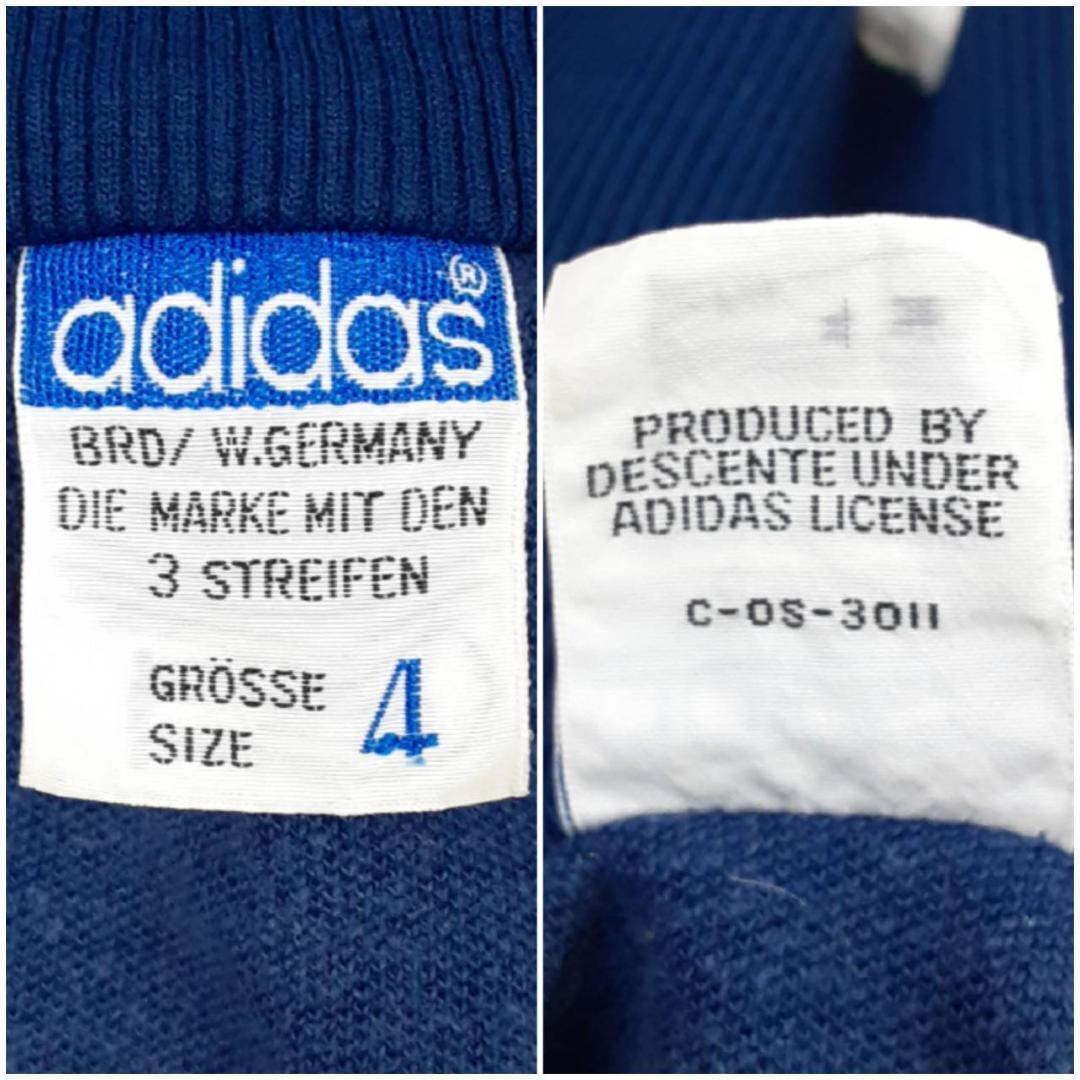 adidas®
BRD/ W.GERMANY
DIE MARKE MIT DEN
3 STREIFEN
GRÖSSE 4
SIZE
PRODUCED BY
DESCENTE UNDER
ADIDAS LICENSE
C-OS-3011